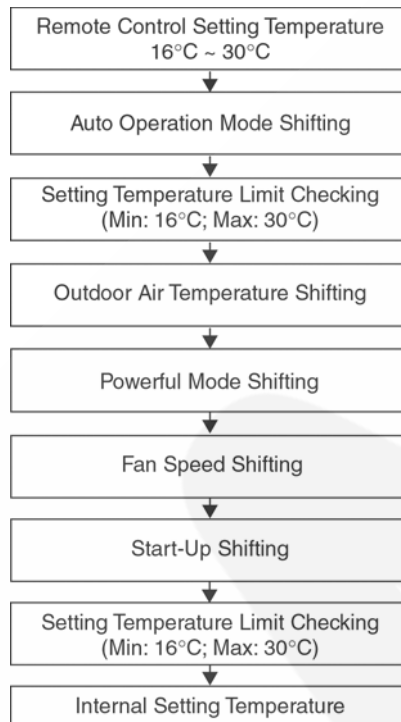 Remote Control Setting Temperature
16°C ~ 30°C
Auto Operation Mode Shifting
Setting Temperature Limit Checking
(Min: 16°C; Max: 30°C)
Outdoor Air Temperature Shifting
Powerful Mode Shifting
Fan Speed Shifting
Start-Up Shifting
Setting Temperature Limit Checking
(Min: 16°C; Max: 30°C)
Internal Setting Temperature